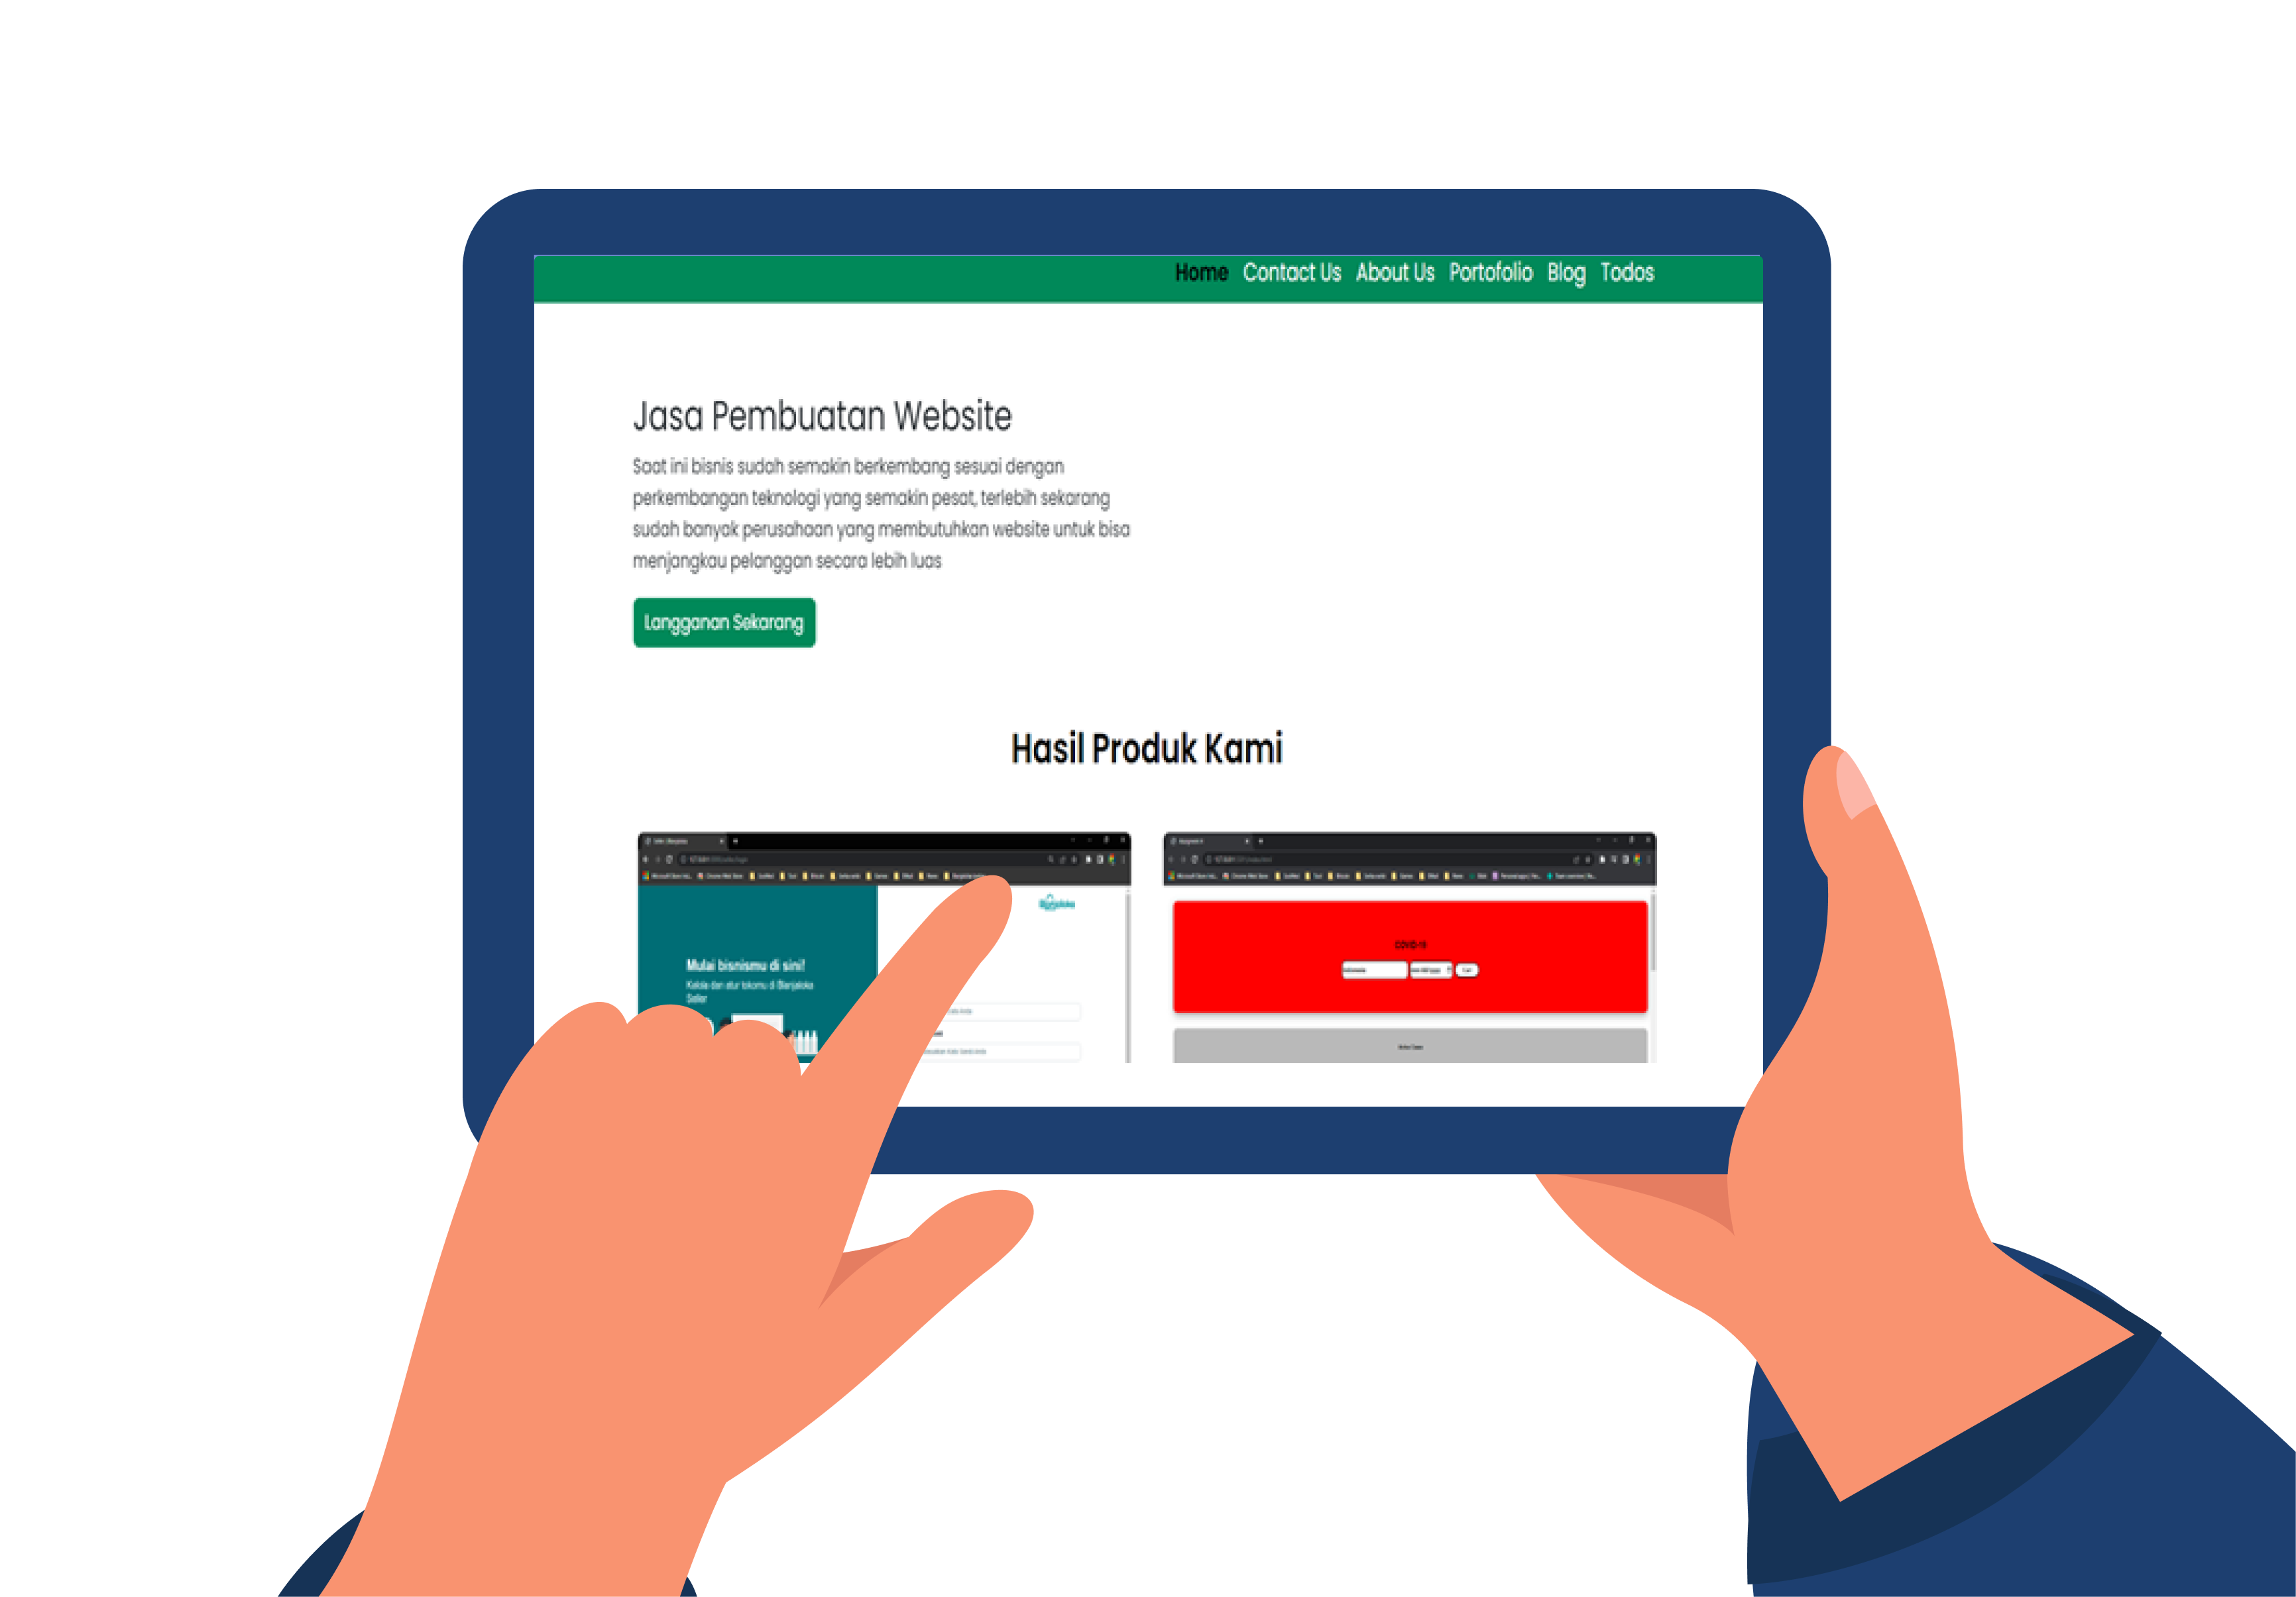 Home Contact Us About Us Portofolio Blog Todos
Jasa Pembuatan Website
Saat ini bisnis sudah semakin berkembang sesuai dengan
perkembangan teknologi yang semakin pesat, terlebih sekarang
sudah banyak perusahaan yang membutuhkan website untuk bisa
menjangkau pelanggan secara lebih luas
Langganan Sekarang
Hasil Produk Kami
Blanjaloka
Mulai bisnismu di sini!
Kelola dan atur tokomu di Blanjaloka
Seller
COVID-19